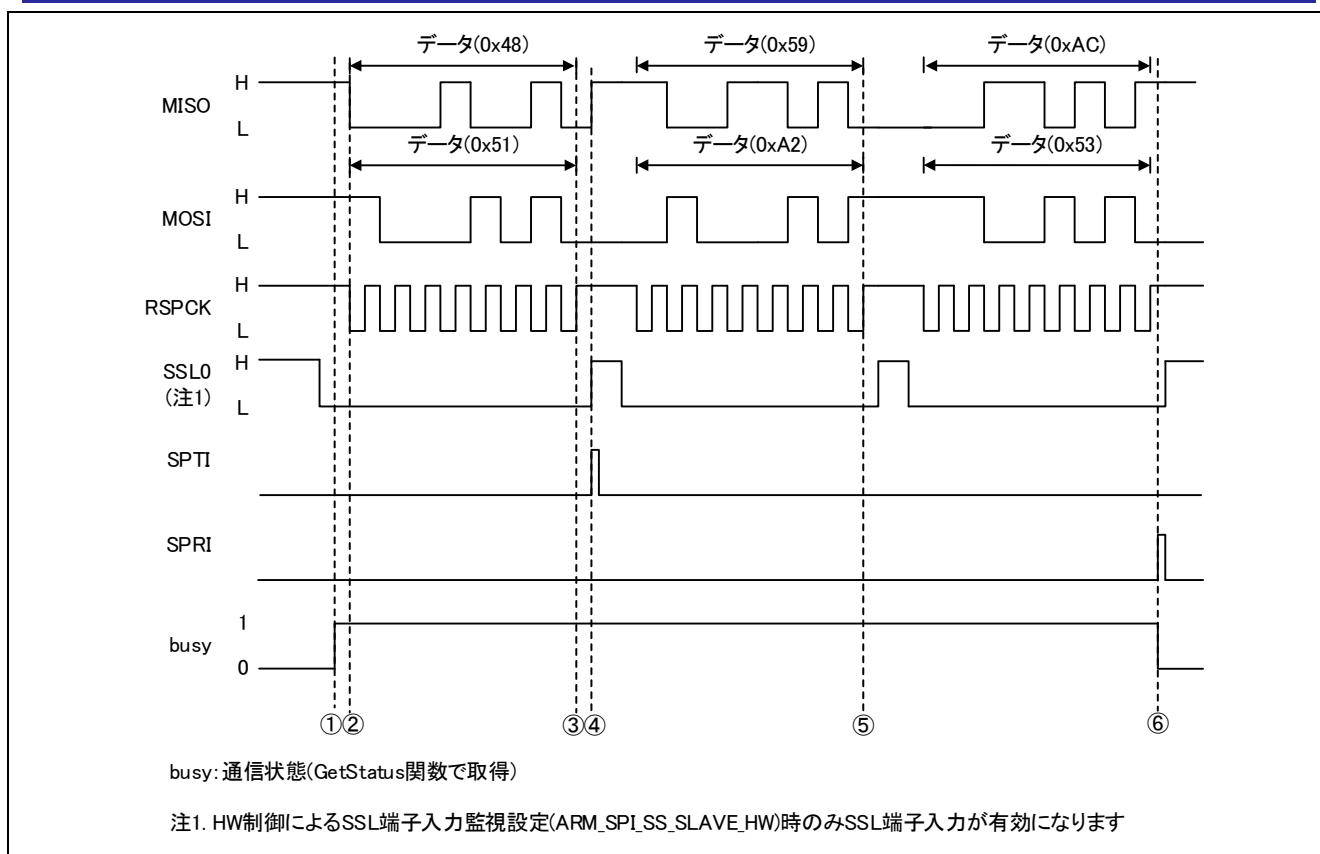 データ(0x48)
データ(0x59)
データ(0xAC)
MISO
H
L
データ(0x51)
データ(0xA2)
データ(0x53)
MOSI
H
L
RSPCK
H
L
SSL0
(注1)
H
L
SPTI
SPRI
busy
1
0
①②
③④
⑤
⑥
busy:通信状態(GetStatus関数で取得)
注1. HW制御によるSSL端子入力監視設定(ARM_SPI_SS_SLAVE_HW)時のみSSL端子入力が有効になります